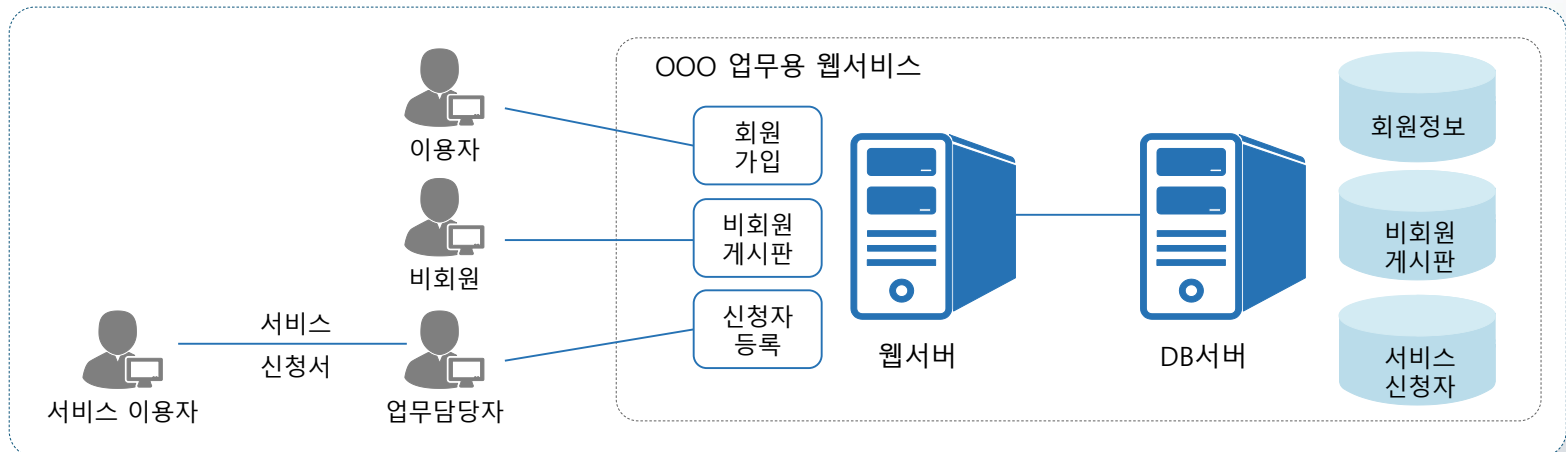 OOO 업무용 웹서비스
이용자
비회원
서비스 이용자
서비스
신청서
업무담당자
회원
가입
비회원
게시판
신청자
등록
웹서버
DB서버
회원정보
비회원
게시판
서비스
신청자